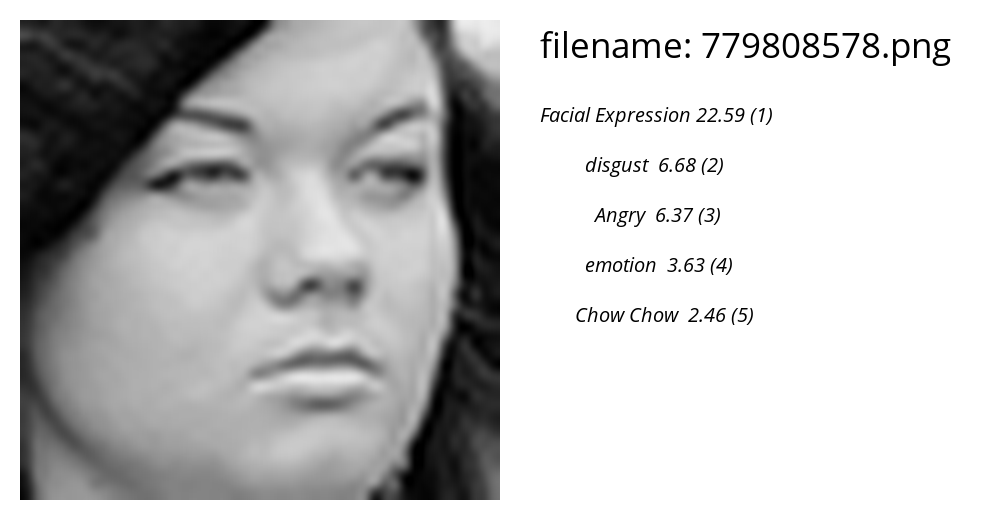 filename: 779808578.png
Facial Expression 22.59 (1)
disgust 6.68 (2)
Angry 6.37 (3)
emotion 3.63 (4)
Chow Chow 2.46 (5)